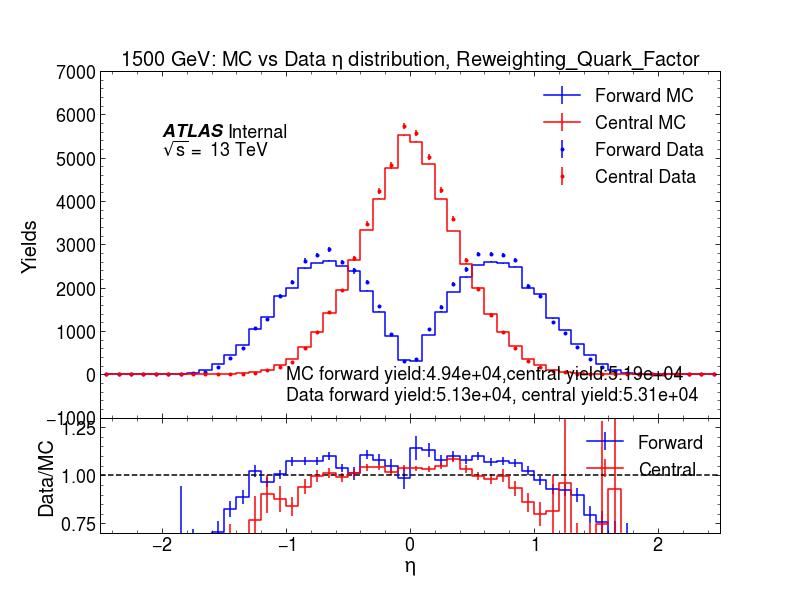 1500 GeV: MC vs Data η distribution, Reweighting_Quark_Factor
7000
6000
5000
4000
3000
2000
1000
0
−1000
Yields
ATLAS Internal
√s = 13 TeV
Forward MC
Central MC
Forward Data
Central Data
MC forward yield:4.94e+04,central yield:5.19e+04
Data forward yield:5.13e+04, central yield:5.31e+04
1.25
1.00
0.75
Data/MC
Forward
Central
−2
−1
0
1
2
η